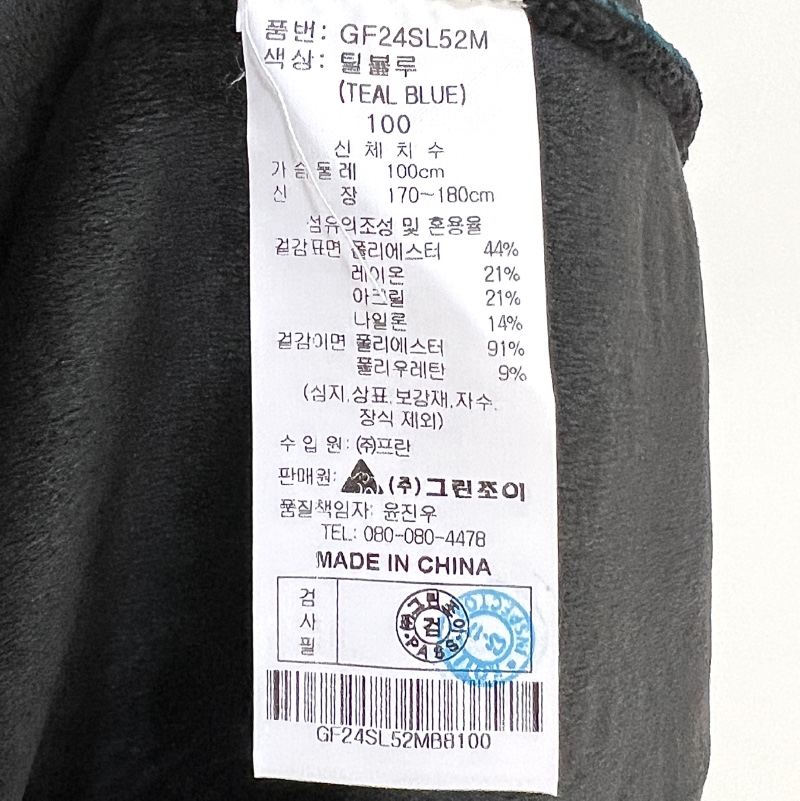 품번: GF24SL52M
색상: 틸블루
(TEAL BLUE)
100
신 체 치 수
가 슴 둘 레 100cm
신 장 170~180cm
섬유의조성 및 혼용율
겉감표면 폴리에스터 44%
레이온 21%
아크릴 21%
나일론 14%
겉감이면 폴리에스터 91%
폴리우레탄 9%
(심지.상표.보강재.자수.
장식 제외)
수 입 원: (주)프란
판매원: (주)그린조이
품질책임자: 윤진우
TEL: 080-080-4478
MADE IN CHINA
검
사
필
그린조이
검
PASS
GF24SL52MBB100